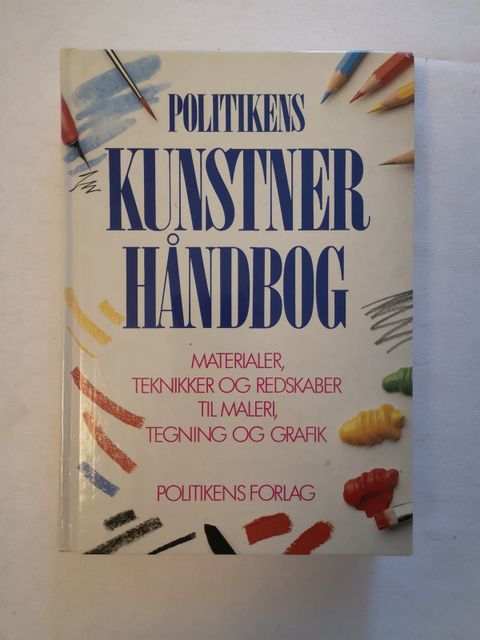 POLITIKENS
KUNSTNER
HÅNDBOG
MATERIALER,
TEKNIKKER OG REDSKABER
TIL MALERI,
TEGNING OG GRAFIK
POLITIKENS FORLAG